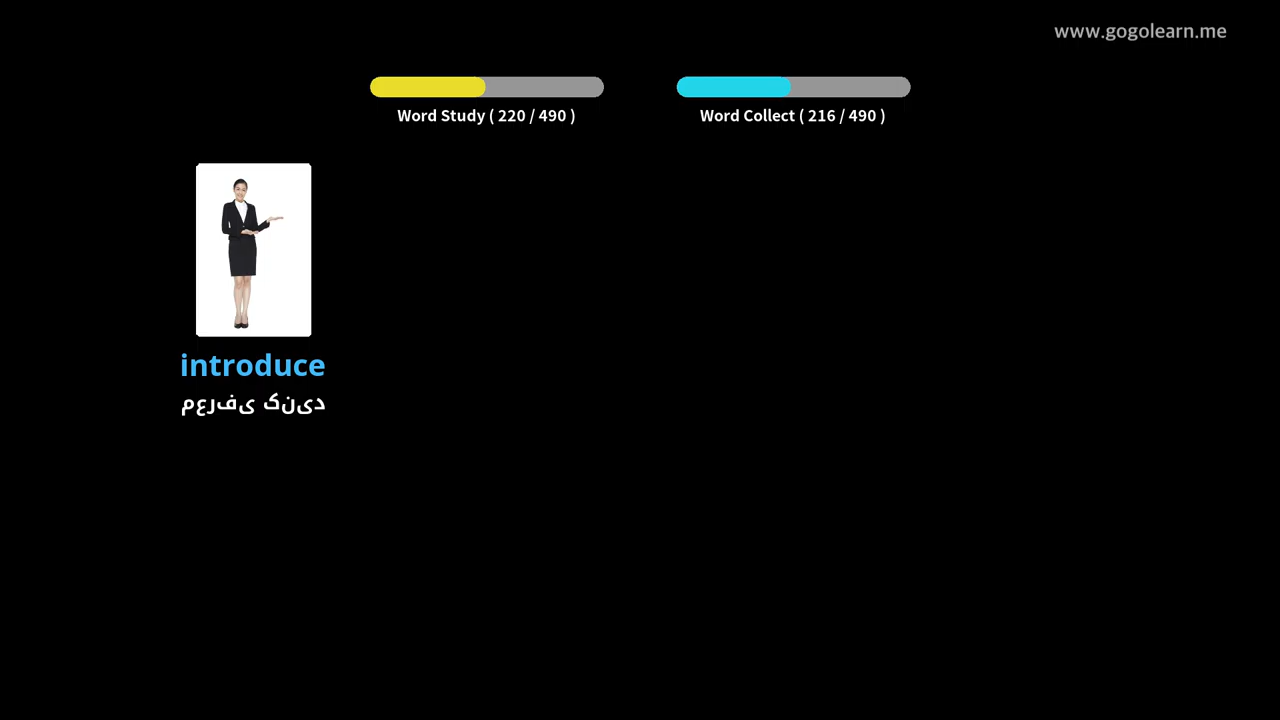 www.gogolearn.me
Word Study ( 220 / 490 )
Word Collect ( 216 / 490 )
introduce
معرفی کنید